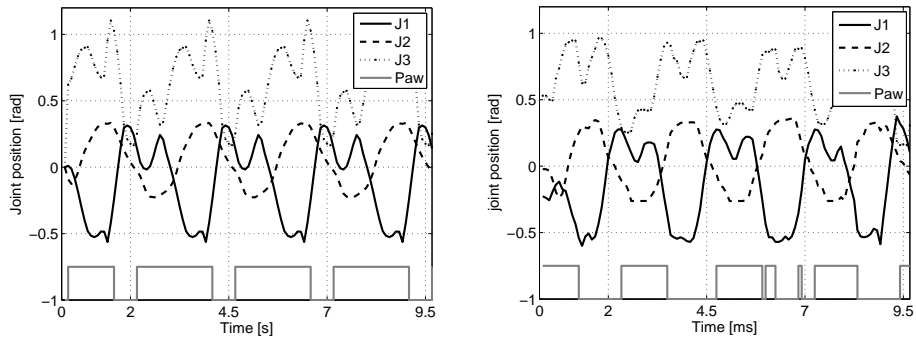 Joint position [rad]
1
0.5
0
−0.5
−1
0
2
4.5
7
9.5
Time [s]
J1
J2
J3
Paw
joint position [rad]
1
0.5
0
−0.5
−1
0
2
4.5
7
9.5
Time [ms]
J1
J2
J3
Paw